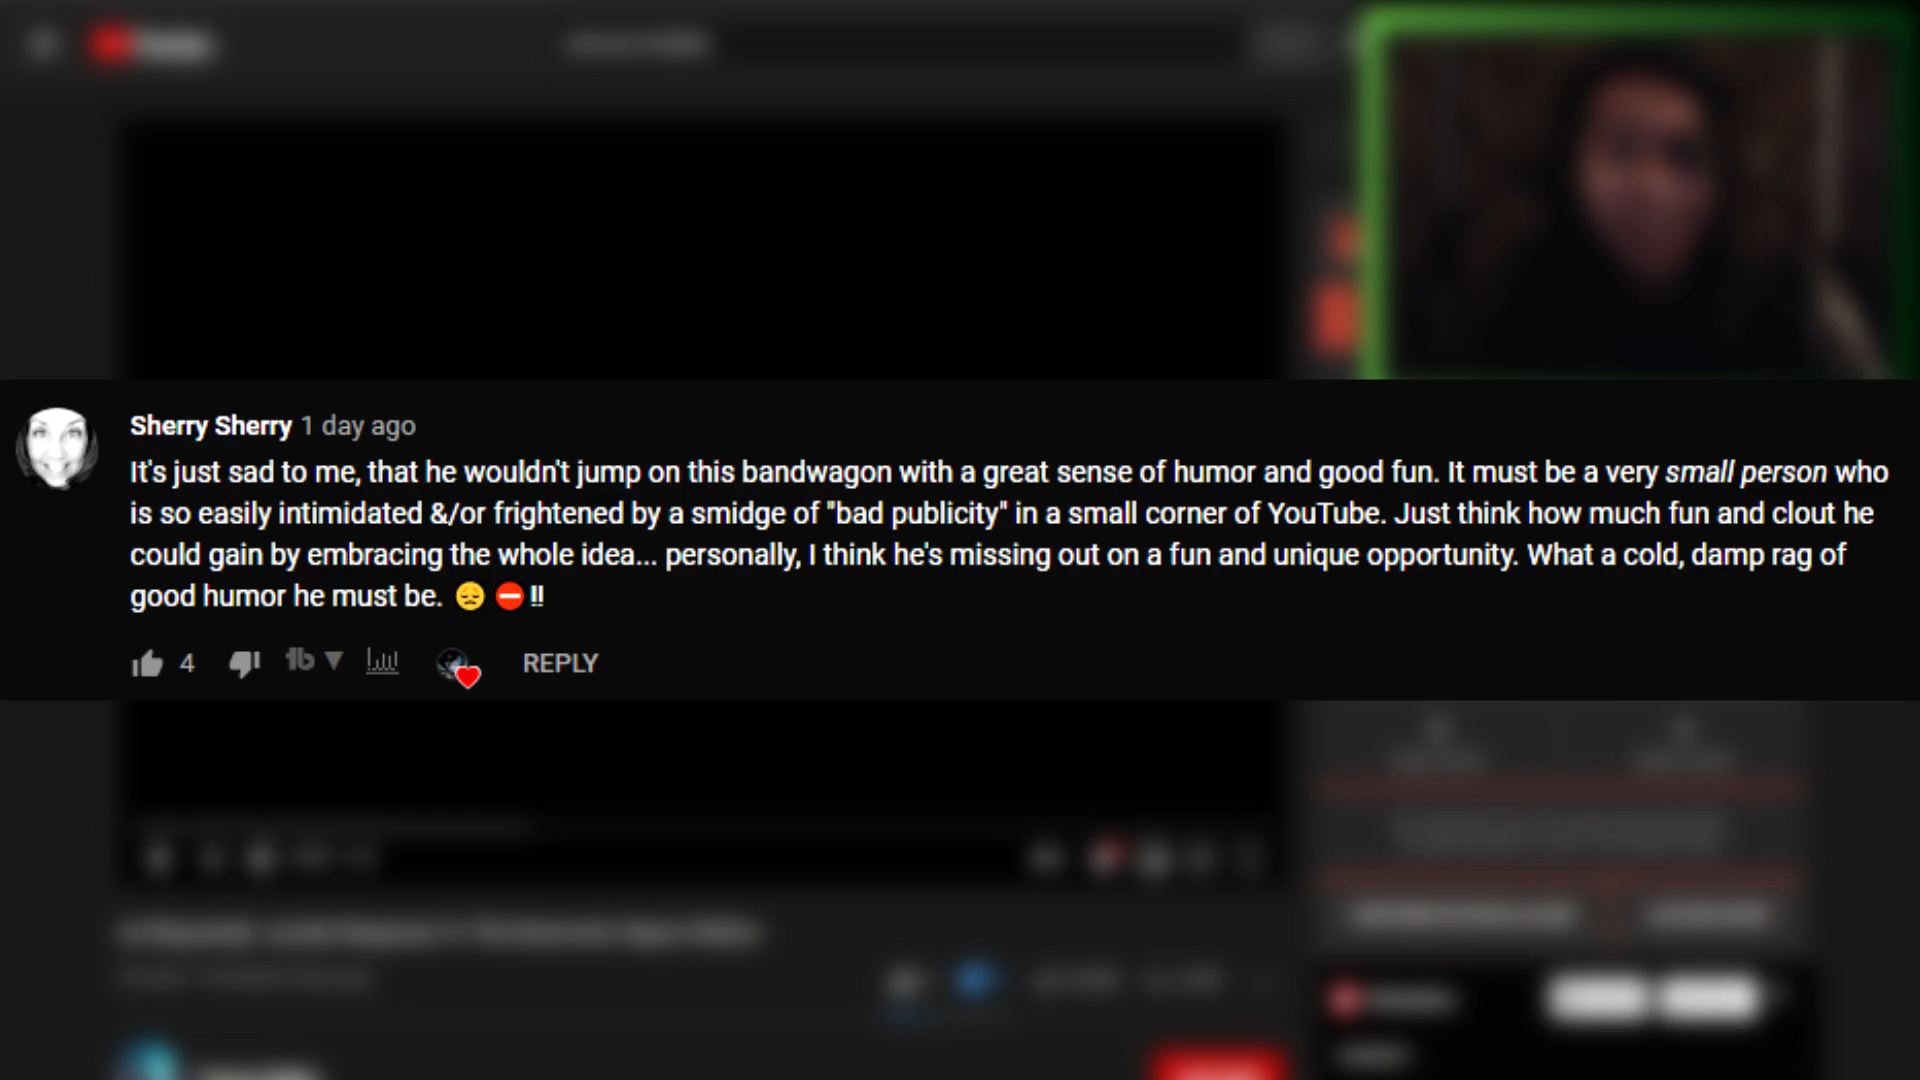 Sherry Sherry 1 day ago
It's just sad to me, that he wouldn't jump on this bandwagon with a great sense of humor and good fun. It must be a very small person who
is so easily intimidated &/or frightened by a smidge of "bad publicity" in a small corner of YouTube. Just think how much fun and clout he
could gain by embracing the whole idea... personally, I think he's missing out on a fun and unique opportunity. What a cold, damp rag of
good humor he must be. 😔 ⛔ !!
4 1b ▼ REPLY